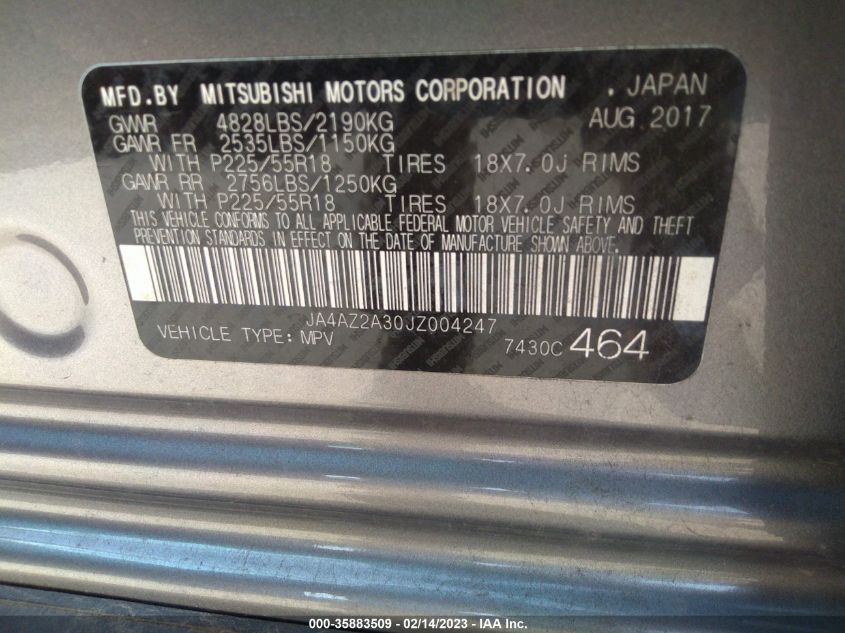 MFD.BY MITSUBISHI MOTORS CORPORATION . JAPAN
GVWR 4828LBS/2190KG AUG 2017
GAWR FR 2535LBS/1150KG
WITH P225/55R18 TIRES 18X7.0J RIMS
GAWR RR 2756LBS/1250KG
WITH P225/55R18 TIRES 18X7.0J RIMS
THIS VEHICLE CONFORMS TO ALL APPLICABLE FEDERAL MOTOR VEHICLE SAFETY AND THEFT
PREVENTION STANDARDS IN EFFECT ON THE DATE OF MANUFACTURE SHOWN ABOVE.
JA4AZ2A30JZ004247
VEHICLE TYPE: MPV 7430C 464
000-35883509 - 02/14/2023 - IAA Inc.